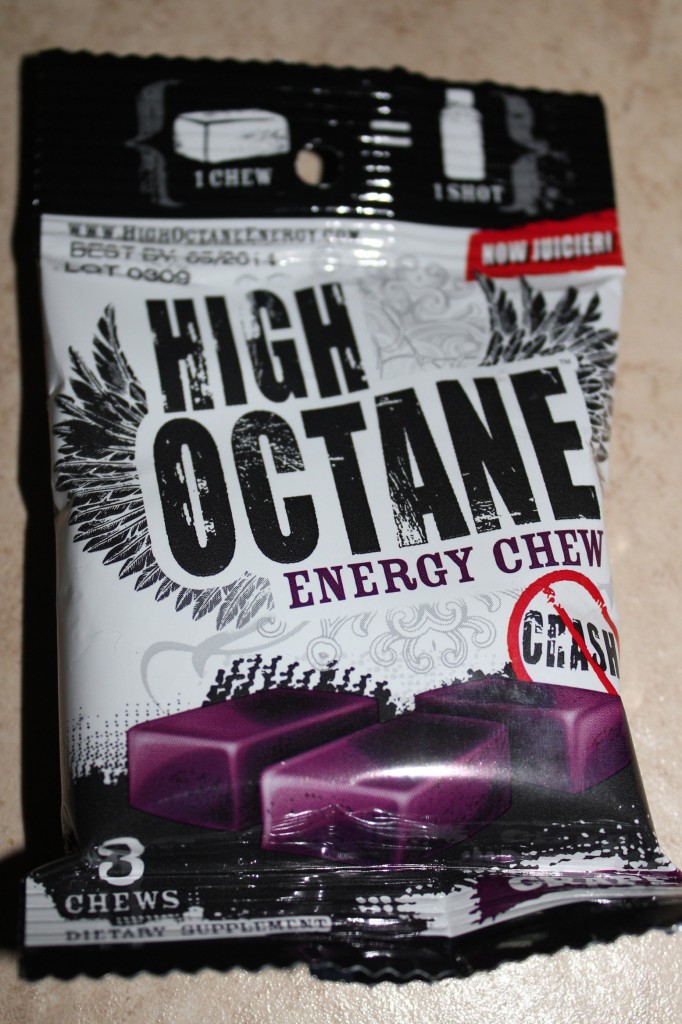 1 CHEW
1 SHOT
WWW.HIGHOCTANEENERGY.COM
BEST BY: 05/2014
LOT 0309
NOW JUICIER!
HIGH
OCTANE™
ENERGY CHEW
CRASH
3
CHEWS
DIETARY SUPPLEMENT